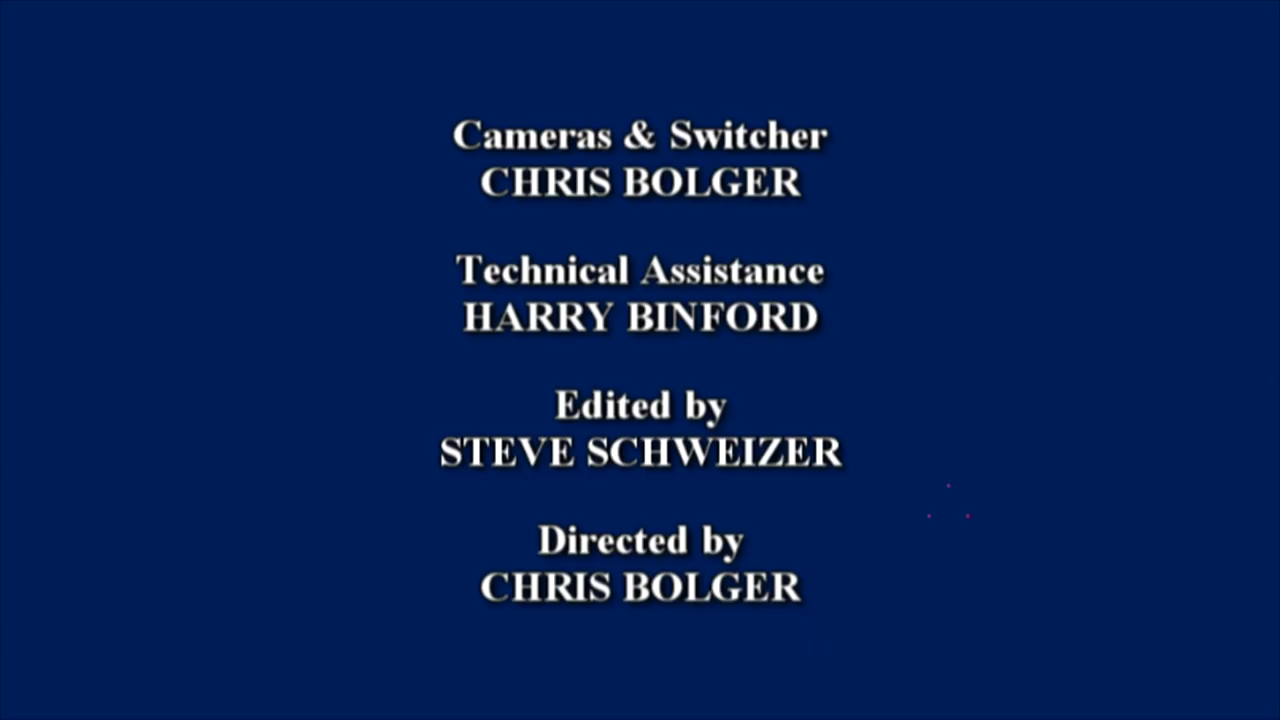 Cameras & Switcher
CHRIS BOLGER
Technical Assistance
HARRY BINFORD
Edited by
STEVE SCHWEIZER
Directed by
CHRIS BOLGER